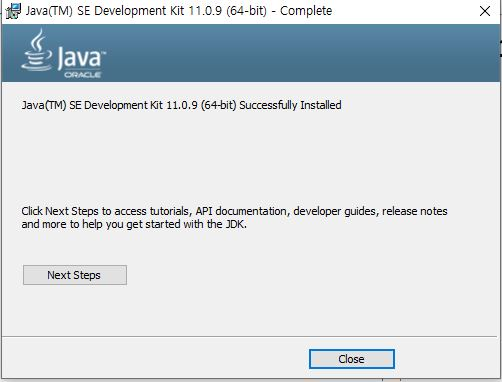 Java(TM) SE Development Kit 11.0.9 (64-bit) - Complete
Java™
ORACLE
Java(TM) SE Development Kit 11.0.9 (64-bit) Successfully Installed
Click Next Steps to access tutorials, API documentation, developer guides, release notes
and more to help you get started with the JDK.
Next Steps
Close